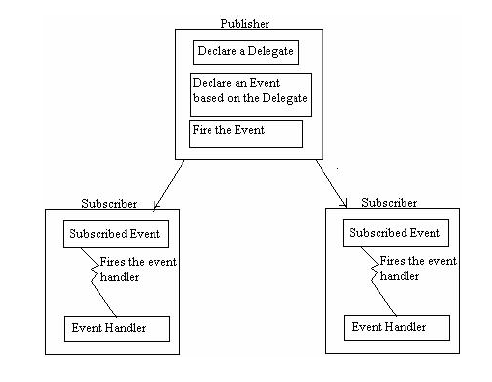 Publisher
Declare a Delegate
Declare an Event
based on the Delegate
Fire the Event
Subscriber
Subscribed Event
Fires the event
handler
Event Handler
Subscriber
Subscribed Event
Fires the event
handler
Event Handler